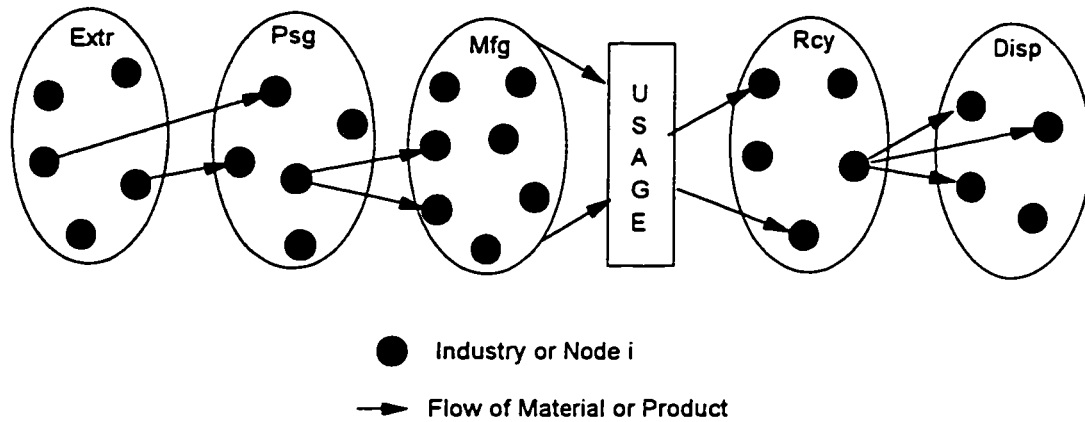 Extr
Psg
Mfg
U
S
A
G
E
Rcy
Disp
Industry or Node i
Flow of Material or Product